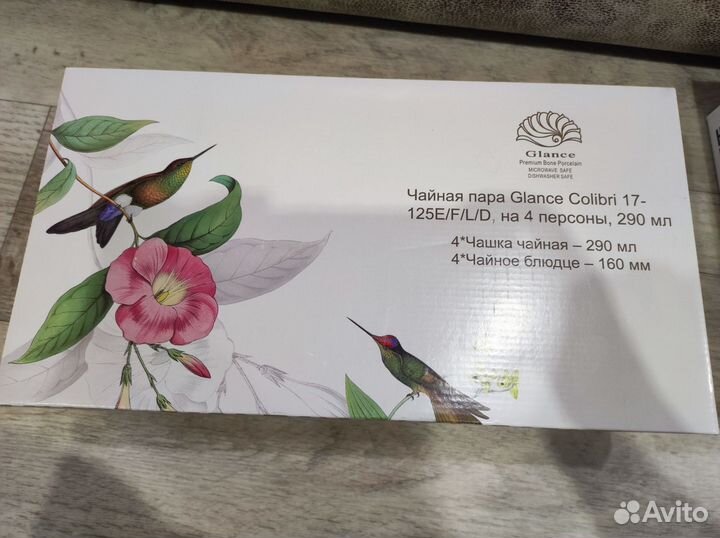 Glance
Premium Bone Porcelain
MICROWAVE SAFE
DISHWASHER SAFE
Чайная пара Glance Colibri 17-
125E/F/L/D, на 4 персоны, 290 мл
4*Чашка чайная – 290 мл
4*Чайное блюдце – 160 мм
Avito